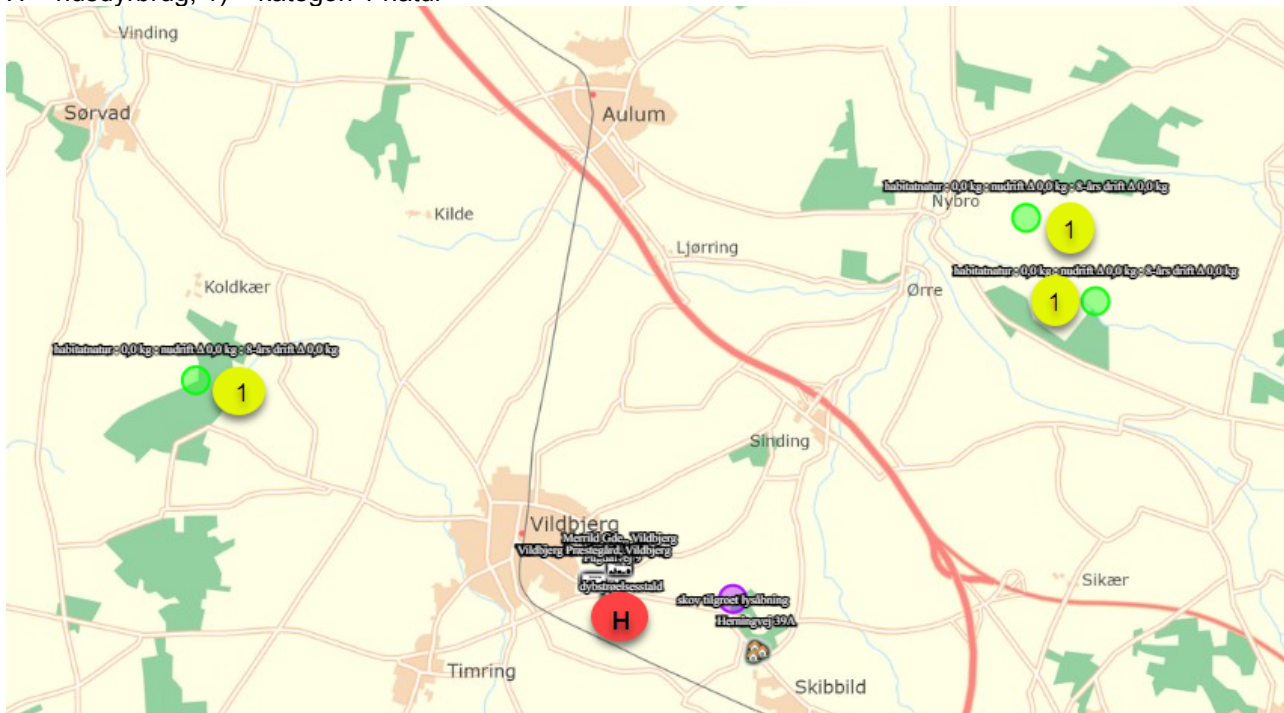 Vinding
Sørvad
Aulum
habitatnatur : 0,0 kg : nudrift Δ 0,0 kg : 8-års drift Δ 0,0 kg
Nybro
1
Kilde
Ljørring
habitatnatur : 0,0 kg : nudrift Δ 0,0 kg : 8-års drift Δ 0,0 kg
Koldkær
Ørre
1
habitatnatur : 0,0 kg : nudrift Δ 0,0 kg : 8-års drift Δ 0,0 kg
1
Sinding
Vildbjerg
Merrild Gde., Vildbjerg
Vildbjerg Præstegård, Vildbjerg
dybstrøelsesstald
Sikær
skov tilgroet lysåbning
H
Herningvej 39A
Timring
Skibbild